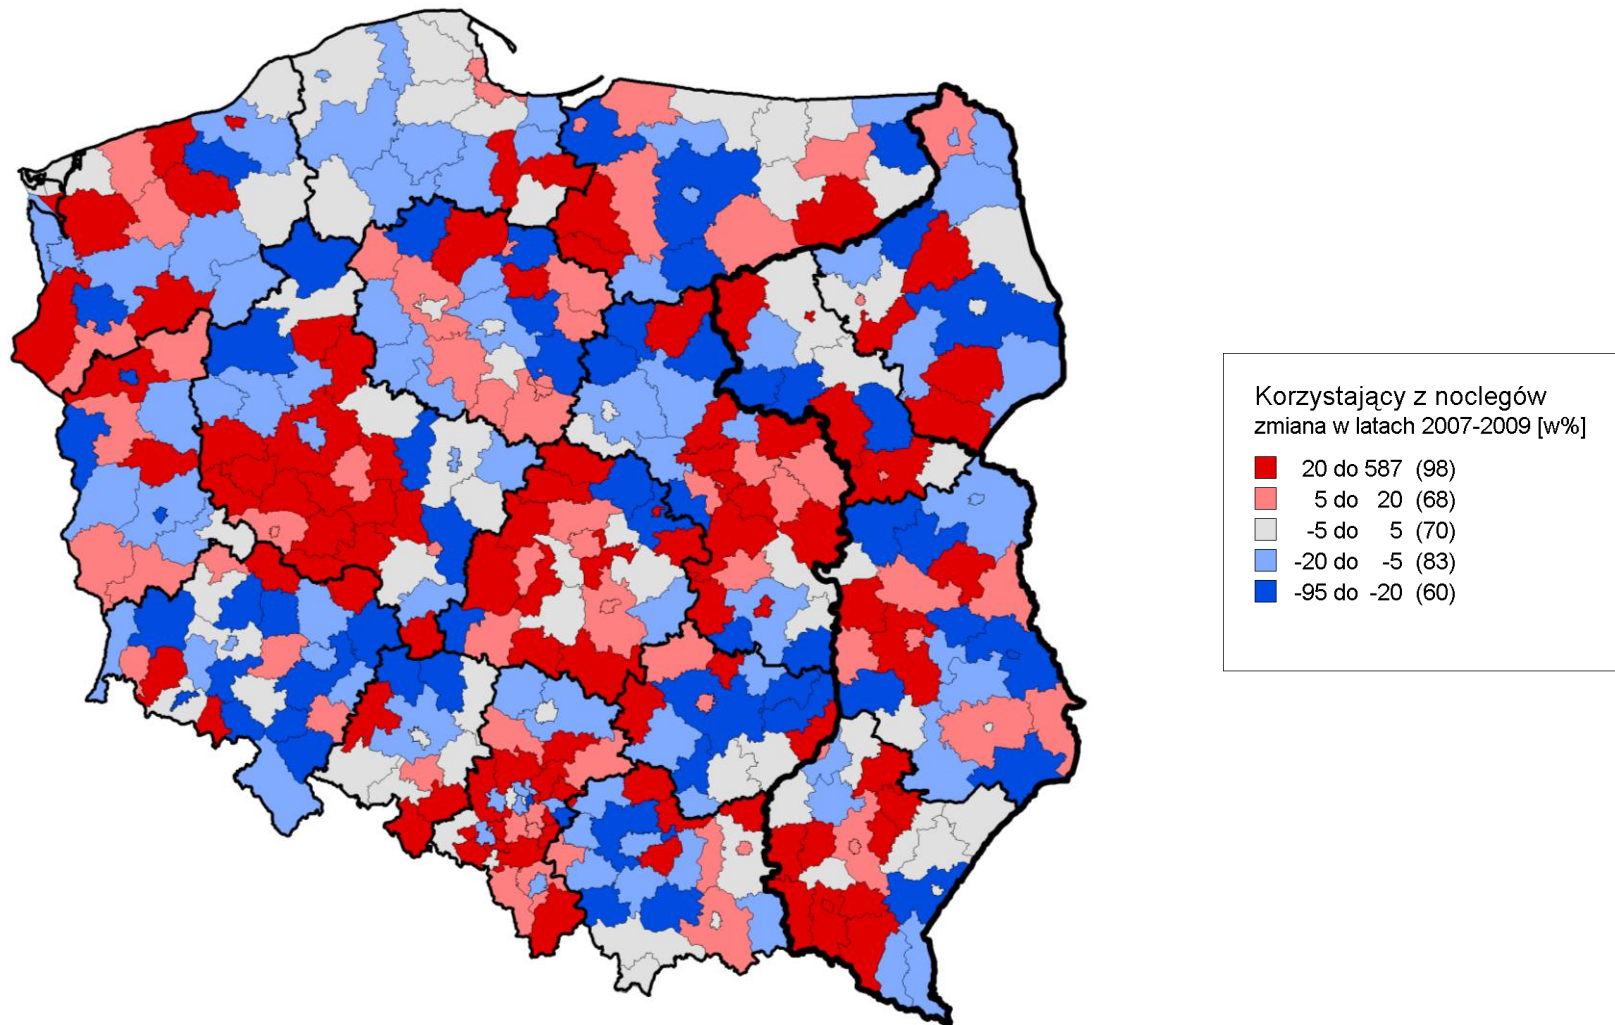 Korzystający z noclegów
zmiana w latach 2007-2009 [w%]
20 do 587 (98)
5 do 20 (68)
-5 do 5 (70)
-20 do -5 (83)
-95 do -20 (60)